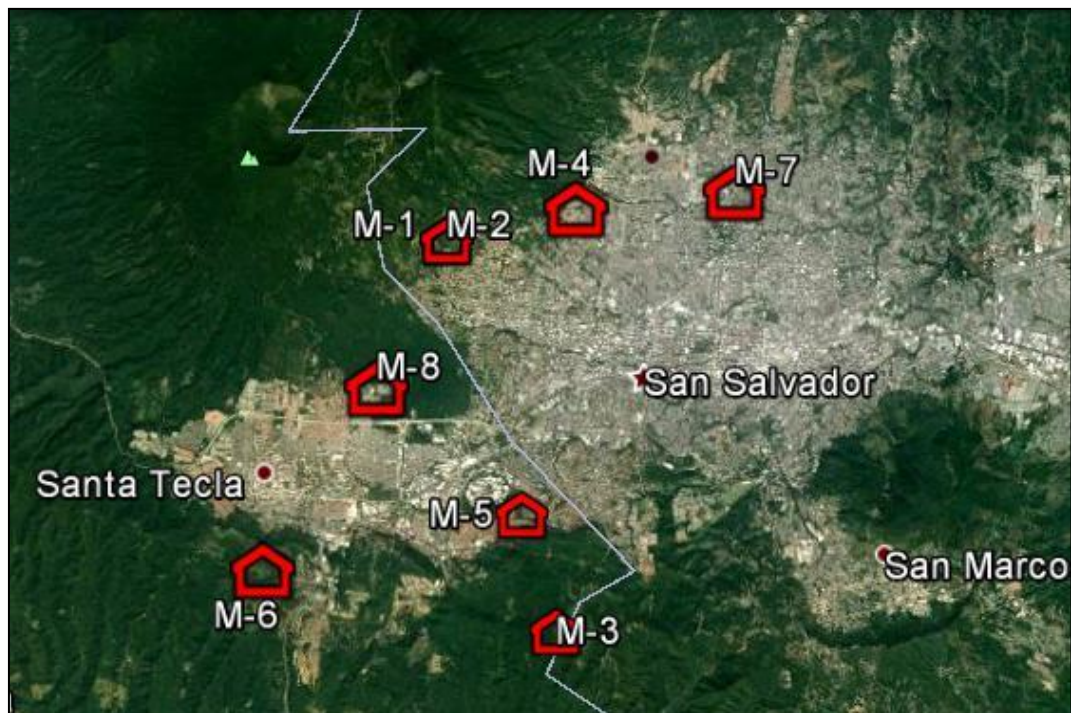 M-4
M-7
M-1
M-2
M-8
San Salvador
Santa Tecla
M-5
San Marco
M-6
M-3